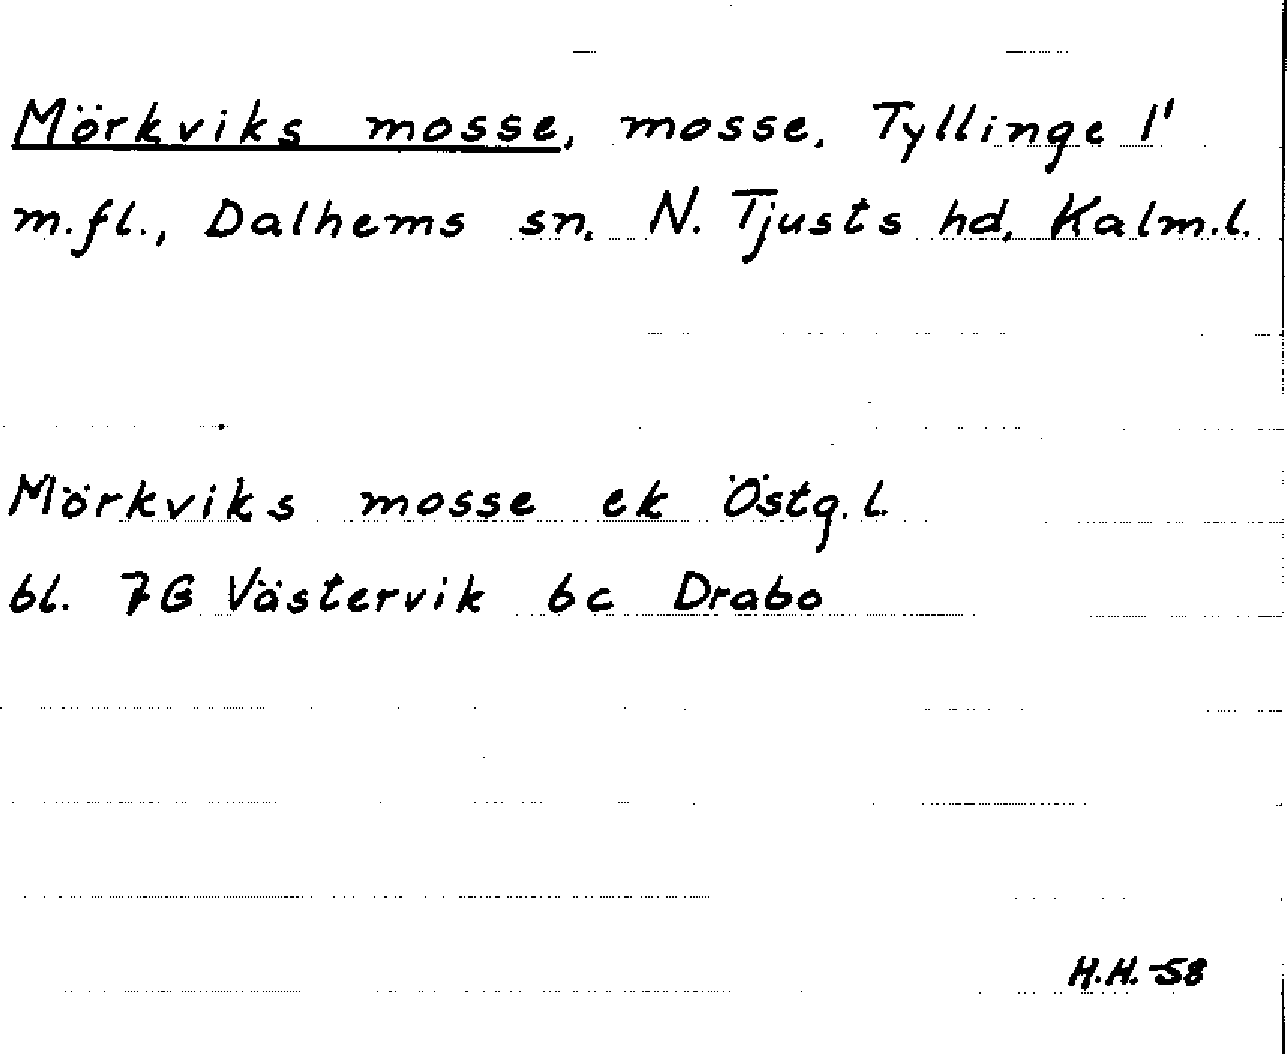 Mörkviks mosse, mosse, Tyllinge 1'
m.fl., Dalhems sn, N. Tjusts hd, Kalm.l.
Mörkviks mosse ek Östg.l.
bl. 7G Västervik bc Drabo
H.H.-58